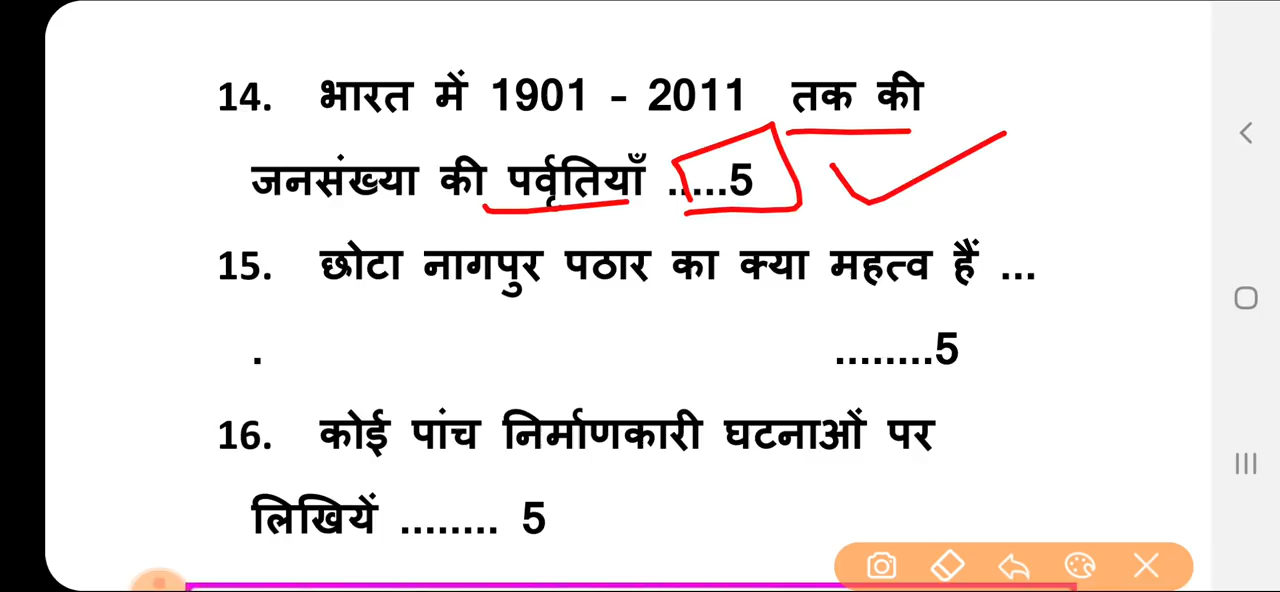 14. भारत में 1901 - 2011 तक की
जनसंख्या की पर्वृतियाँ .....5
15. छोटा नागपुर पठार का क्या महत्व हैं ...
. ........5
16. कोई पांच निर्माणकारी घटनाओं पर
लिखियें ........ 5